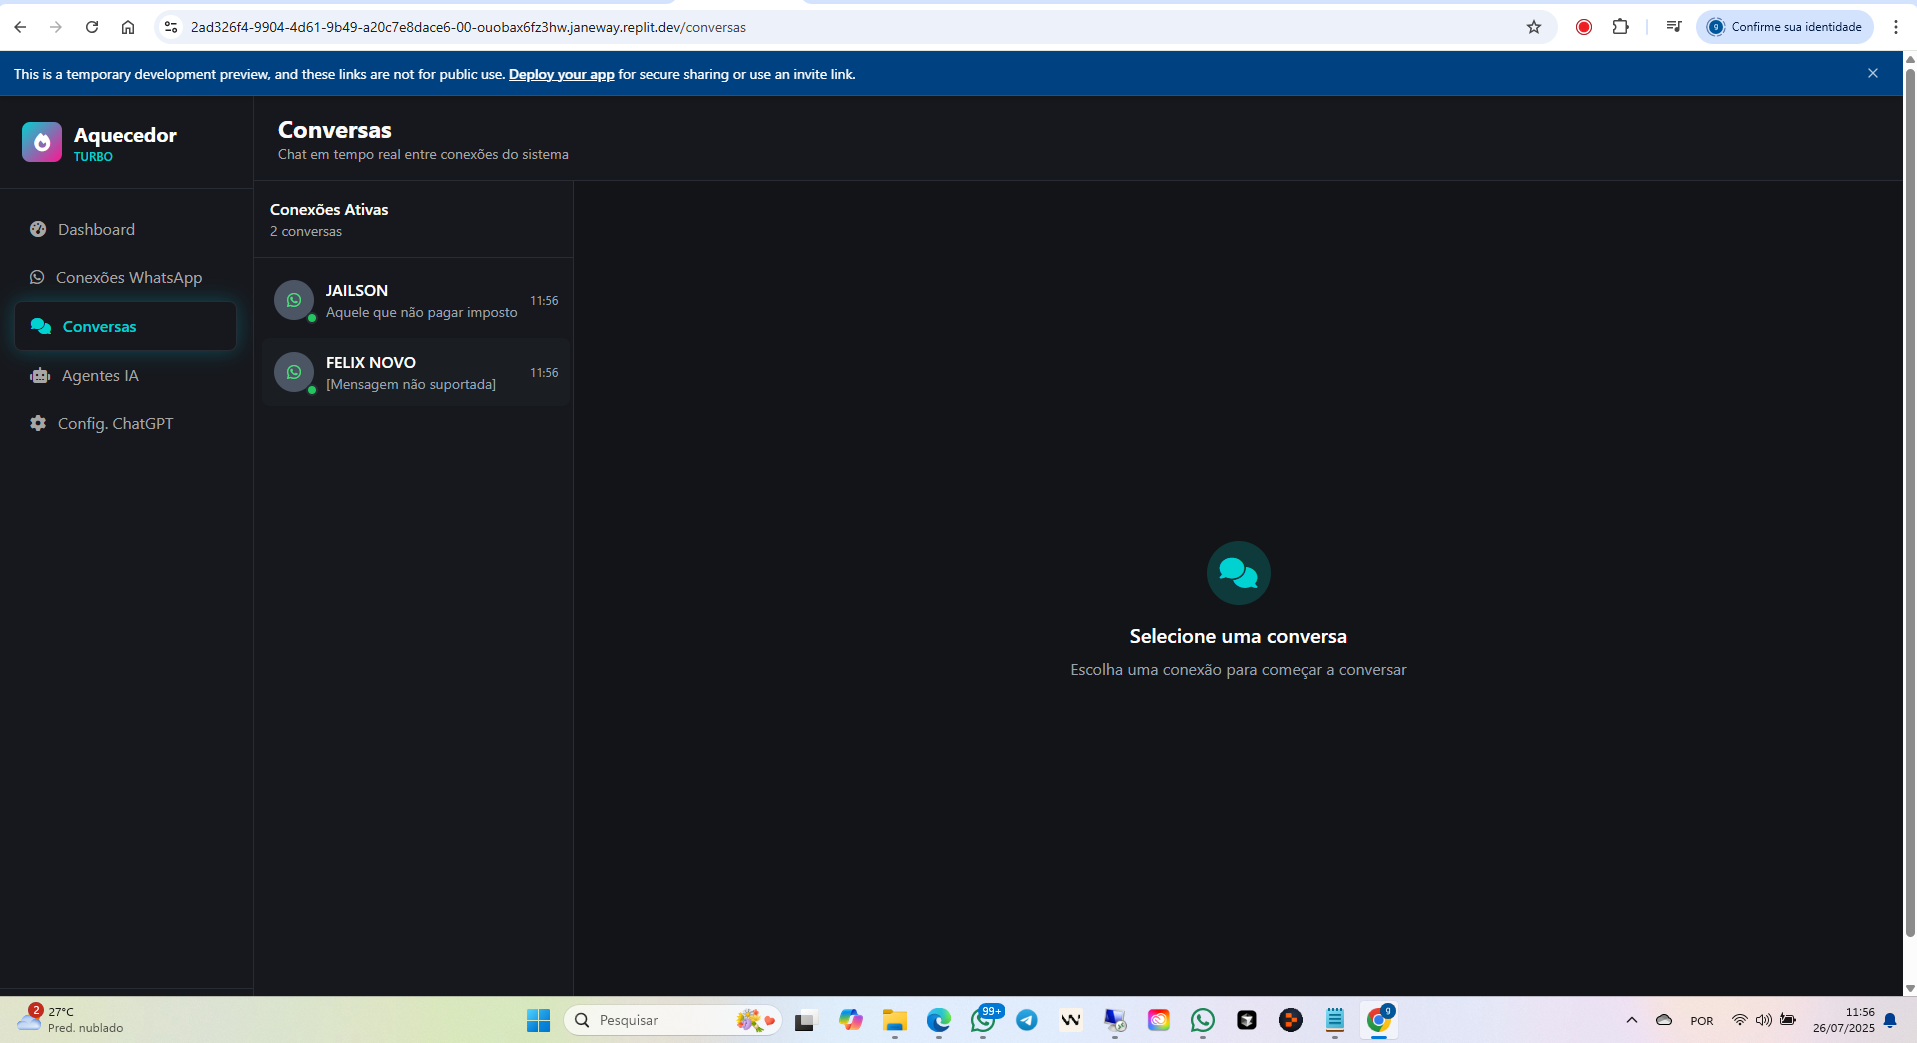 2ad326f4-9904-4d61-9b49-a20c7e8dace6-00-ouobax6fz3hw.janeway.replit.dev/conversas
g
Confirme sua identidade
This is a temporary development preview, and these links are not for public use. Deploy your app for secure sharing or use an invite link.
Aquecedor
TURBO
Dashboard
Conexões WhatsApp
Conversas
Agentes IA
Config. ChatGPT
Conversas
Chat em tempo real entre conexões do sistema
Conexões Ativas
2 conversas
JAILSON
Aquele que não pagar imposto
11:56
FELIX NOVO
[Mensagem não suportada]
11:56
Selecione uma conversa
Escolha uma conexão para começar a conversar
2
27°C
Pred. nublado
Pesquisar
99+
g
POR
11:56
26/07/2025